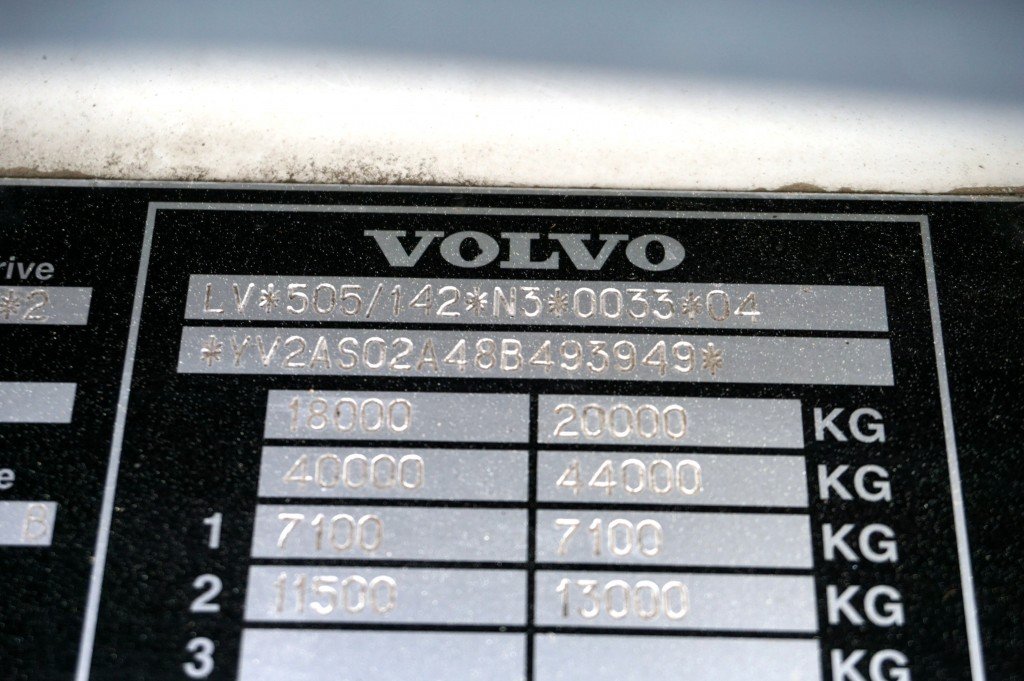 VOLVO
rive
LV*505/142*N3*0033*04
*2
*YV2AS02A48B493949*
18000 20000 KG
40000 44000 KG
e
1 7100 7100 KG
B
2 11500 13000 KG
3 KG